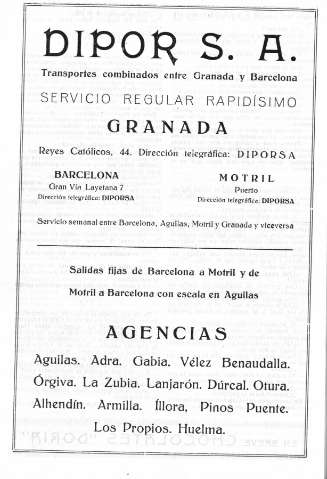 DIPOR S. A.
Transportes combinados entre Granada y Barcelona
SERVICIO REGULAR RAPIDÍSIMO
GRANADA
Reyes Católicos, 44. Dirección telegráfica: DIPORSA
BARCELONA
Gran Vía Layetana 7
Dirección telegráfica: DIPORSA
MOTRIL
Puerto
Dirección telegráfica: DIPORSA
Servicio semanal entre Barcelona, Aguilas, Motril y Granada y viceversa
Salidas fijas de Barcelona a Motril y de
Motril a Barcelona con escala en Aguilas
AGENCIAS
Aguilas. Adra. Gabia. Vélez Benaudalla.
Órgiva. La Zubia. Lanjarón. Dúrcal. Otura.
Alhendín. Armilla. Íllora, Pinos Puente.
Los Propios. Huelma.